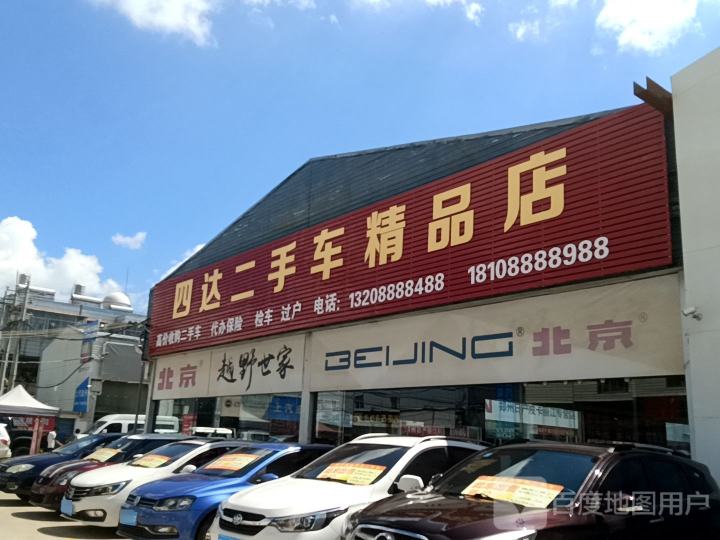 四达二手车精品店
高价收购二手车 代办保险 检车 过户 电话: 13208888488 18108888988
北京 越野世家 BEIJING® 北京®
百度地图用户